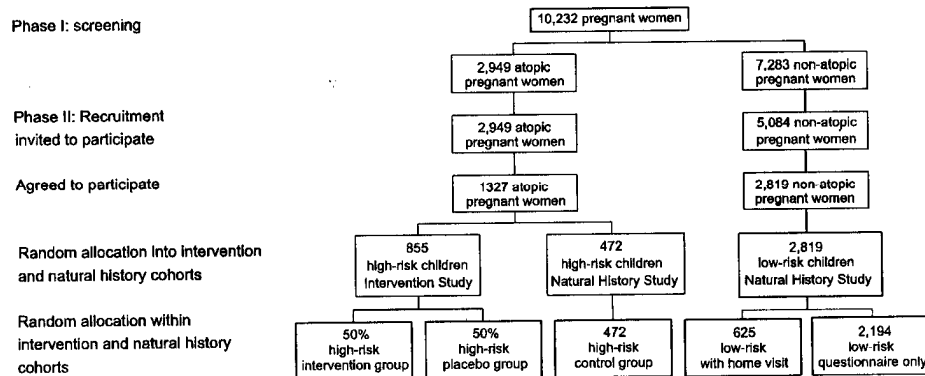 Phase I: screening
10,232 pregnant women
2,949 atopic
pregnant women
7,283 non-atopic
pregnant women
Phase II: Recruitment
invited to participate
2,949 atopic
pregnant women
5,084 non-atopic
pregnant women
Agreed to participate
1327 atopic
pregnant women
2,819 non-atopic
pregnant women
Random allocation into intervention
and natural history cohorts
855
high-risk children
Intervention Study
472
high-risk children
Natural History Study
2,819
low-risk children
Natural History Study
Random allocation within
intervention and natural history
cohorts
50%
high-risk
intervention group
50%
high-risk
placebo group
472
high-risk
control group
625
low-risk
with home visit
2,194
low-risk
questionnaire only